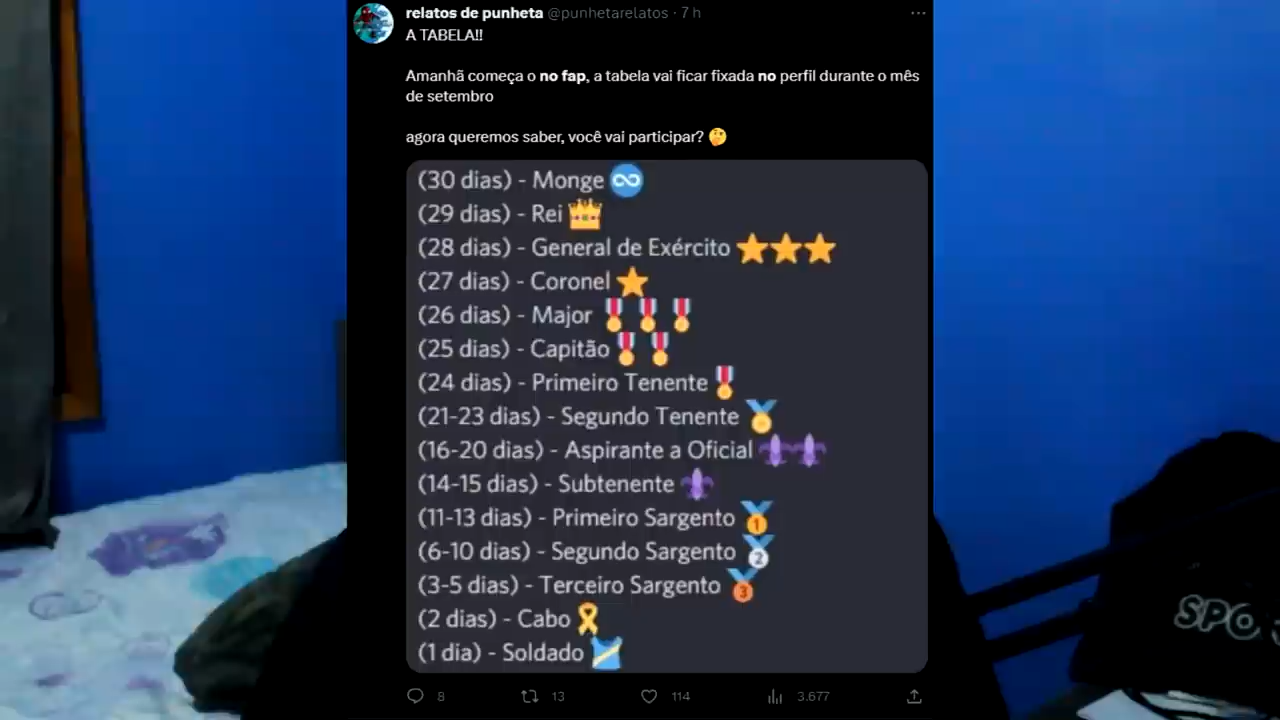 relatos de punheta @punhetarelatos · 7 h
A TABELA!!
Amanhã começa o no fap, a tabela vai ficar fixada no perfil durante o mês
de setembro
agora queremos saber, você vai participar? 🤔
(30 dias) - Monge ♾️
(29 dias) - Rei 👑
(28 dias) - General de Exército ⭐⭐⭐
(27 dias) - Coronel ⭐
(26 dias) - Major 🎖️🎖️🎖️
(25 dias) - Capitão 🎖️🎖️
(24 dias) - Primeiro Tenente 🎖️
(21-23 dias) - Segundo Tenente 🏅
(16-20 dias) - Aspirante a Oficial ⚜️⚜️
(14-15 dias) - Subtenente ⚜️
(11-13 dias) - Primeiro Sargento 🥇
(6-10 dias) - Segundo Sargento 🥈
(3-5 dias) - Terceiro Sargento 🥉
(2 dias) - Cabo 🎗️
(1 dia) - Soldado 🎽
8 13 114 3.677